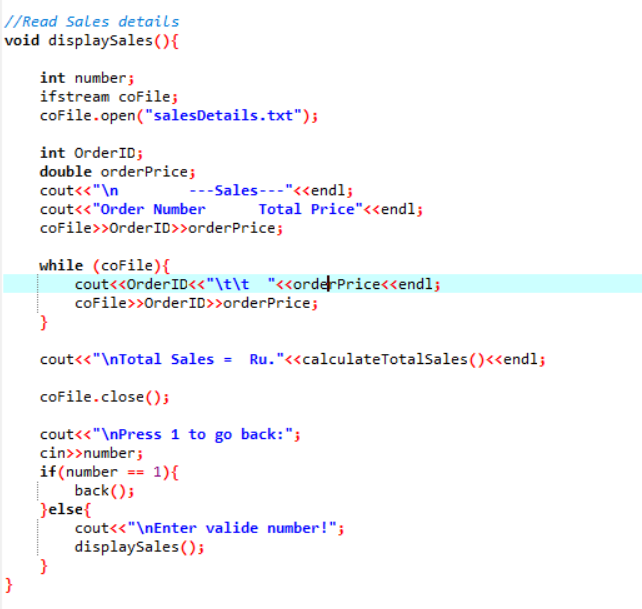 //Read Sales details
void displaySales(){
int number;
ifstream coFile;
coFile.open("salesDetails.txt");
int OrderID;
double orderPrice;
cout<<"\n        ---Sales---"<<endl;
cout<<"Order Number      Total Price"<<endl;
coFile>>OrderID>>orderPrice;
while (coFile){
cout<<OrderID<<"\t\t  "<<orderPrice<<endl;
coFile>>OrderID>>orderPrice;
}
cout<<"\nTotal Sales =  Ru."<<calculateTotalSales()<<endl;
coFile.close();
cout<<"\nPress 1 to go back:";
cin>>number;
if(number == 1){
back();
}else{
cout<<"\nEnter valide number!";
displaySales();
}
}